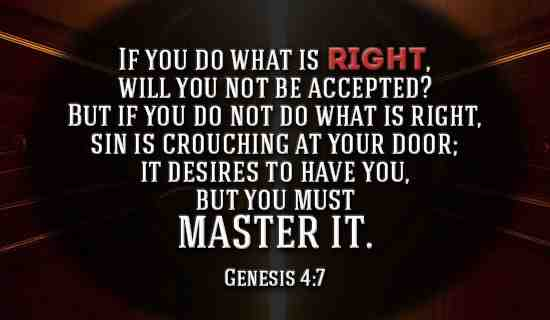 If you do what is RIGHT,
will you not be accepted?
But if you do not do what is right,
sin is crouching at your door;
it desires to have you,
but you must
MASTER IT.
Genesis 4:7